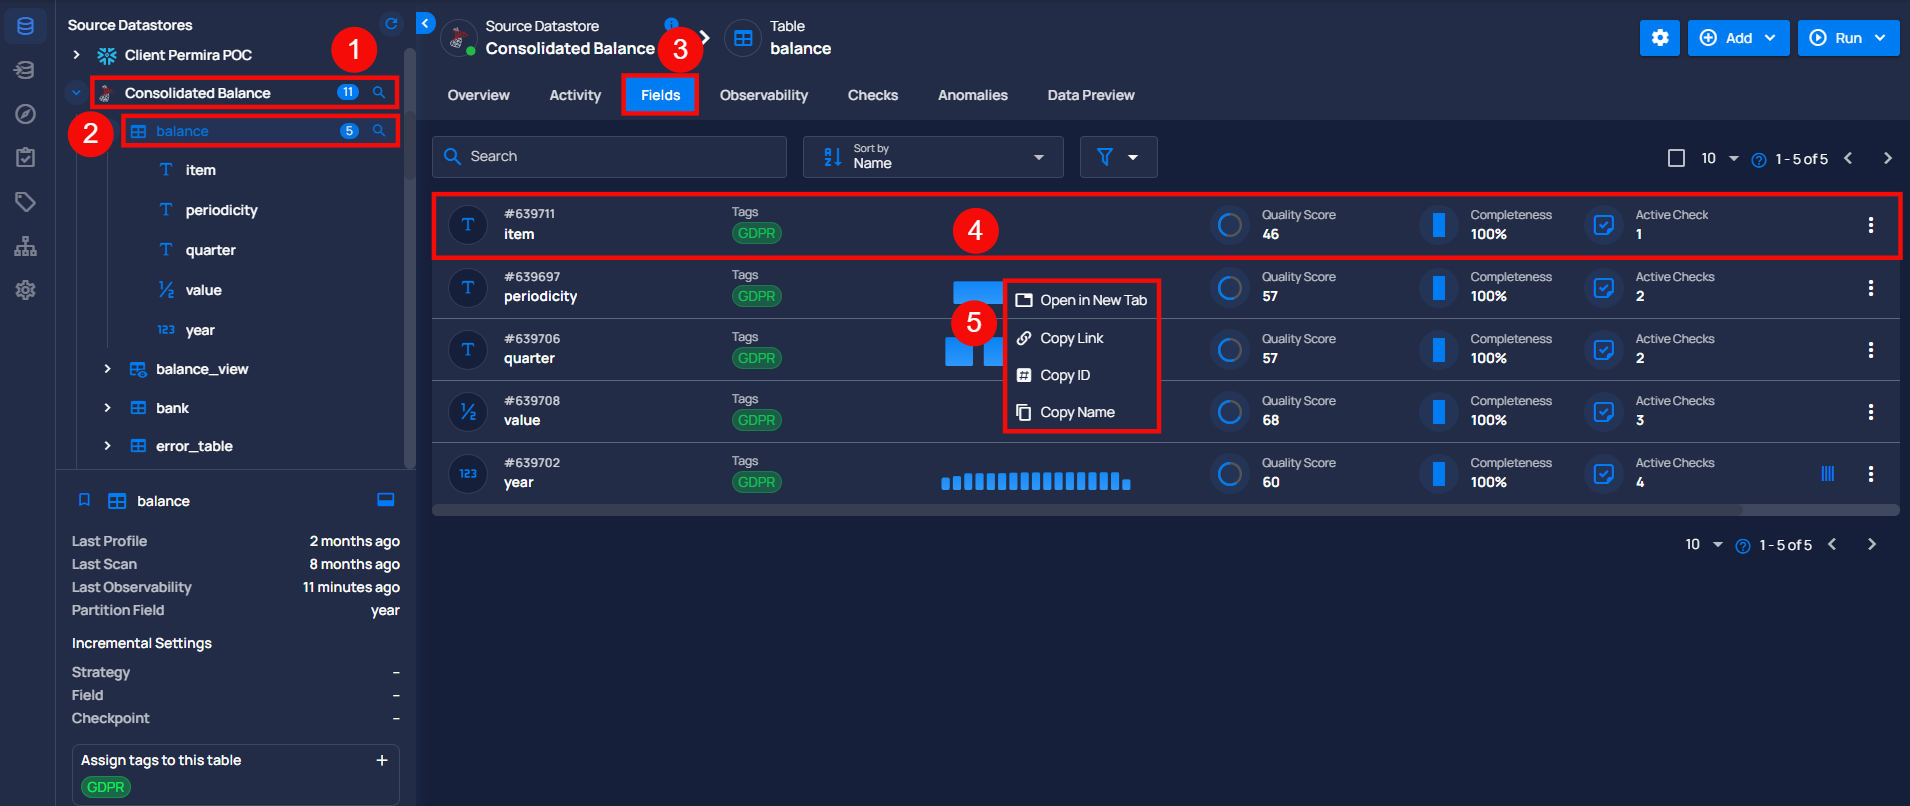 Source Datastores
Client Permira POC
1
Consolidated Balance 11
2
balance 5
item
periodicity
quarter
value
123 year
balance_view
bank
error_table
balance
Last Profile 2 months ago
Last Scan 8 months ago
Last Observability 11 minutes ago
Partition Field year
Incremental Settings
Strategy –
Field –
Checkpoint –
Assign tags to this table +
GDPR
Source Datastore
Consolidated Balance
3
Table
balance
Add
Run
Overview Activity Fields Observability Checks Anomalies Data Preview
Search
Sort by
Name
10 1 - 5 of 5
#639711
item
Tags
GDPR
4
Quality Score
46
Completeness
100%
Active Check
1
#639697
periodicity
Tags
GDPR
Quality Score
57
Completeness
100%
Active Checks
2
5
Open in New Tab
Copy Link
Copy ID
Copy Name
#639706
quarter
Tags
GDPR
Quality Score
57
Completeness
100%
Active Checks
2
#639708
value
Tags
GDPR
Quality Score
68
Completeness
100%
Active Checks
3
123
#639702
year
Tags
GDPR
Quality Score
60
Completeness
100%
Active Checks
4
10 1 - 5 of 5